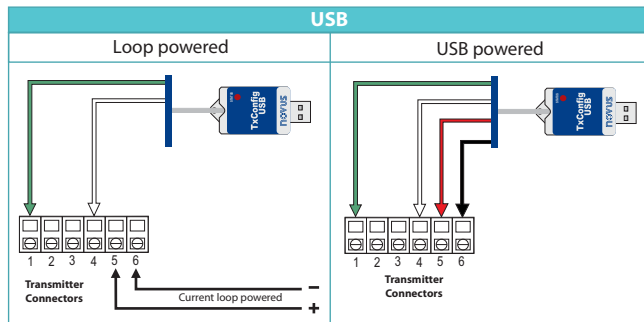 USB
Loop powered
USB powered
TxConfig
USB
novus
TxConfig
USB
novus
1 2 3 4 5 6
Transmitter
Connectors
Current loop powered
−
+
1 2 3 4 5 6
Transmitter
Connectors